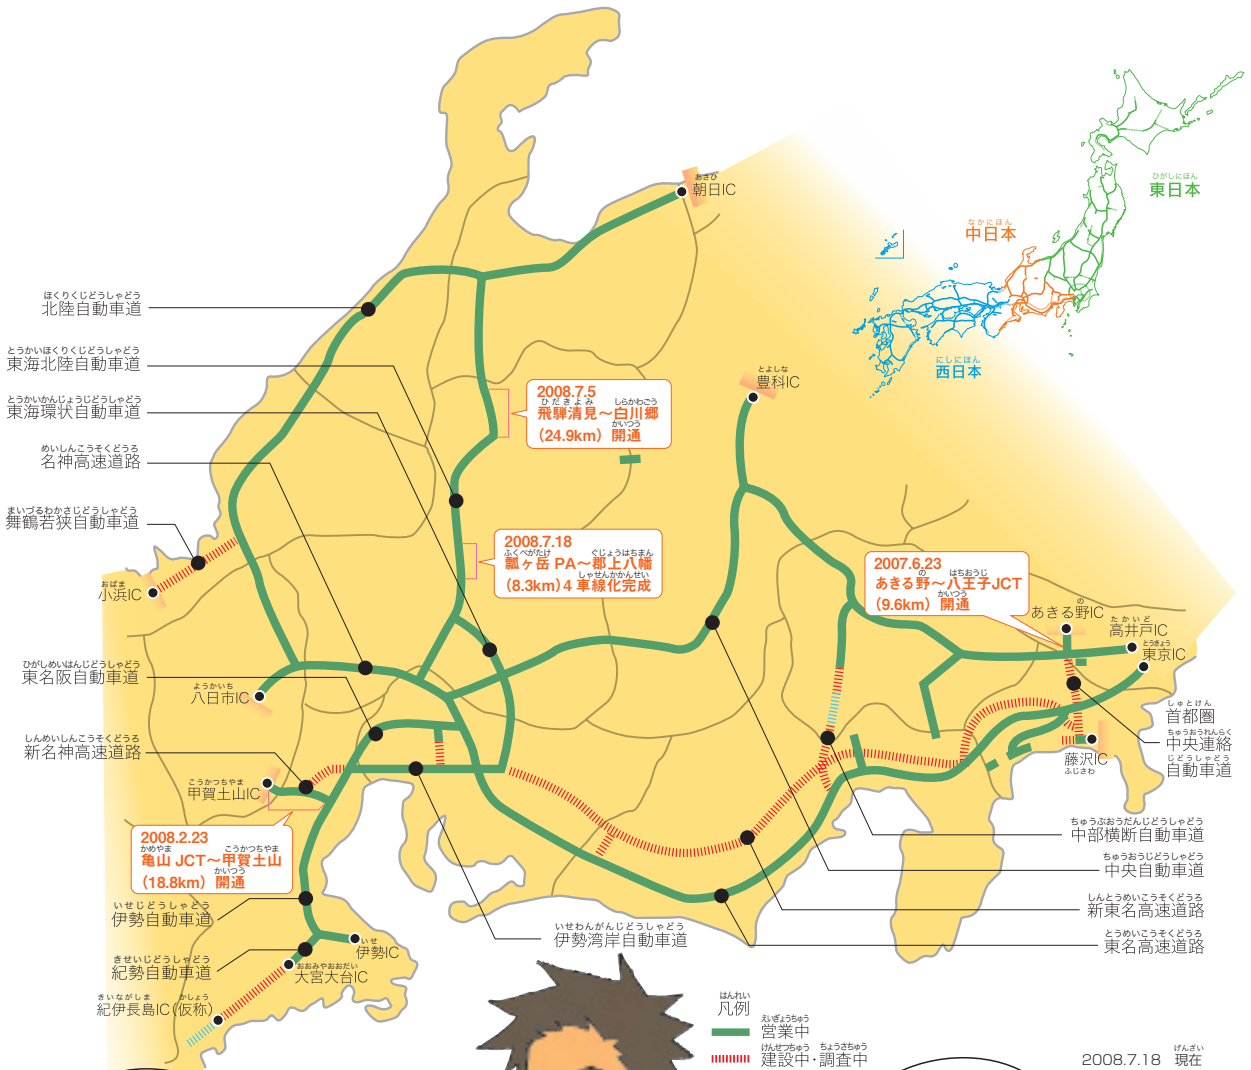 ひがしにほん
東日本
なかにほん
中日本
にしにほん
西日本
あさひ
朝日IC
ほくりくじどうしゃどう
北陸自動車道
とうかいほくりくじどうしゃどう
東海北陸自動車道
とうかいかんじょうじどうしゃどう
東海環状自動車道
めいしんこうそくどうろ
名神高速道路
まいづるわかさじどうしゃどう
舞鶴若狭自動車道
おばま
小浜IC
とよしな
豊科IC
2008.7.5
ひだきよみ しらかわごう
飛騨清見～白川郷
かいつう
(24.9km) 開通
2008.7.18
ふくべがたけ ぐじょうはちまん
瓢ヶ岳 PA～郡上八幡
しゃせんかかんせい
(8.3km)4 車線化完成
2007.6.23
の はちおうじ
あきる野～八王子JCT
かいつう
(9.6km) 開通
の
あきる野IC
たかいど
高井戸IC
とうきょう
東京IC
ひがしめいはんじどうしゃどう
東名阪自動車道
ようかいち
八日市IC
しんめいしんこうそくどうろ
新名神高速道路
こうかつちやま
甲賀土山IC
しゅとけん
首都圏
ちゅうおうれんらく
中央連絡
じどうしゃどう
自動車道
藤沢IC
ふじさわ
2008.2.23
かめやま こうかつちやま
亀山 JCT～甲賀土山
かいつう
(18.8km) 開通
ちゅうぶおうだんじどうしゃどう
中部横断自動車道
ちゅうおうじどうしゃどう
中央自動車道
しんとうめいこうそくどうろ
新東名高速道路
とうめいこうそくどうろ
東名高速道路
いせじどうしゃどう
伊勢自動車道
いせわんがんじどうしゃどう
伊勢湾岸自動車道
いせ
伊勢IC
きせいじどうしゃどう
紀勢自動車道
おおみやおおだい
大宮大台IC
きいながしま かしょう
紀伊長島IC(仮称)
はんれい
凡例
えいぎょうちゅう
営業中
けんせつちゅう ちょうさちゅう
建設中・調査中
げんざい
2008.7.18 現在